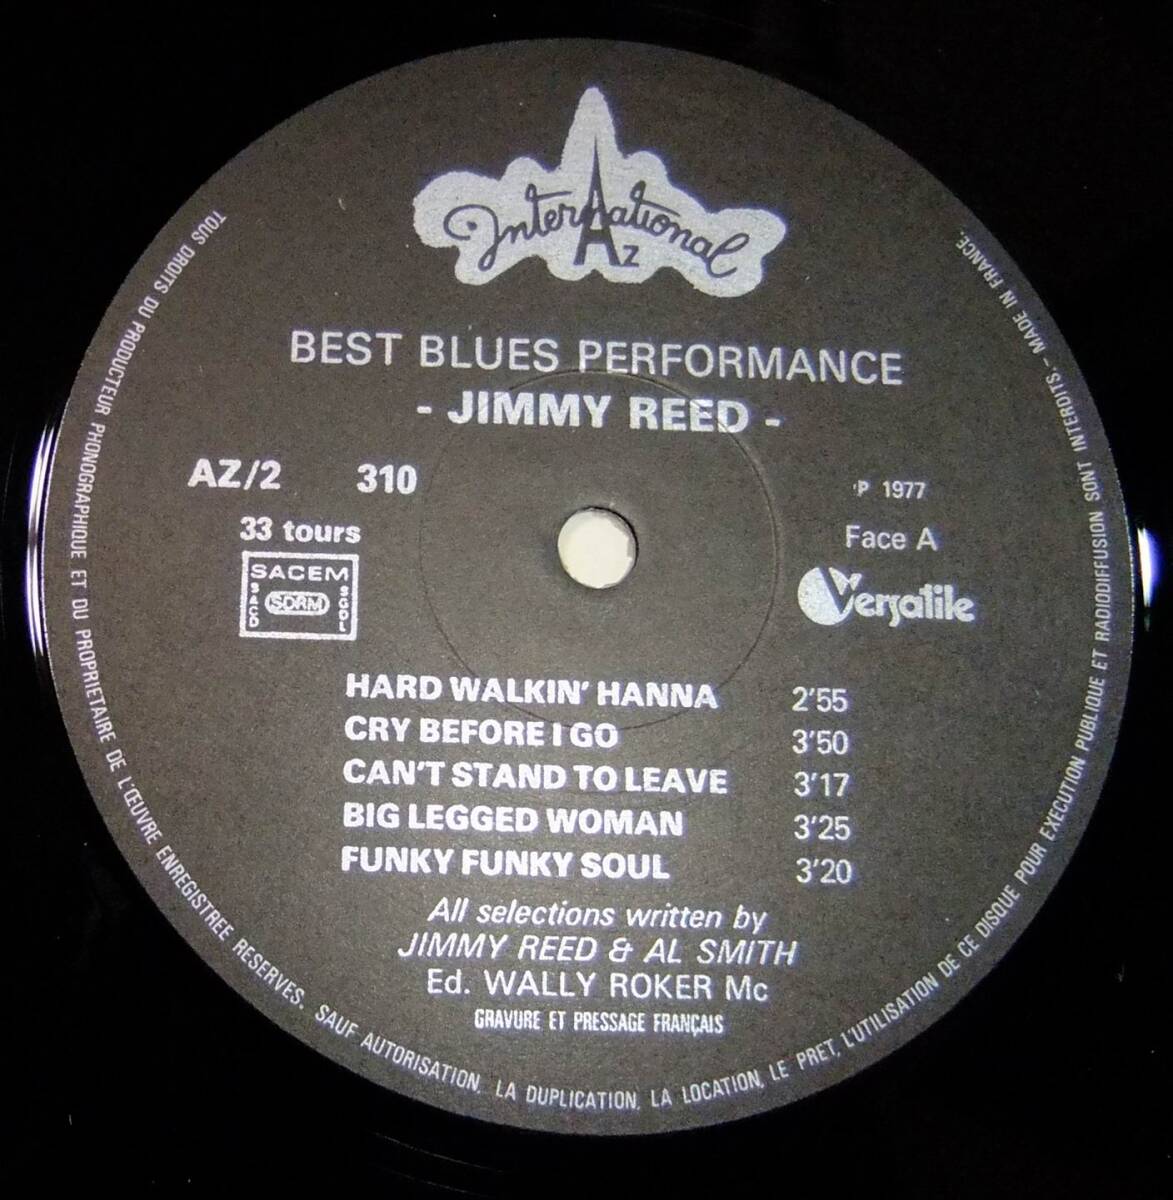 International
Az
BEST BLUES PERFORMANCE
- JIMMY REED -
AZ/2 310
℗ 1977
33 tours
Face A
SACEM
SACD
SDRM
SGDL
Versatile
HARD WALKIN' HANNA 2'55
CRY BEFORE I GO 3'50
CAN'T STAND TO LEAVE 3'17
BIG LEGGED WOMAN 3'25
FUNKY FUNKY SOUL 3'20
All selections written by
JIMMY REED & AL SMITH
Ed. WALLY ROKER Mc
GRAVURE ET PRESSAGE FRANÇAIS
TOUS DROITS DU PRODUCTEUR PHONOGRAPHIQUE ET DU PROPRIETAIRE DE L'ŒUVRE ENREGISTREE RESERVES. SAUF AUTORISATION, LA DUPLICATION, LA LOCATION, LE PRET, L'UTILISATION DE CE DISQUE POUR EXECUTION PUBLIQUE ET RADIODIFFUSION SONT INTERDITS. - MADE IN FRANCE.